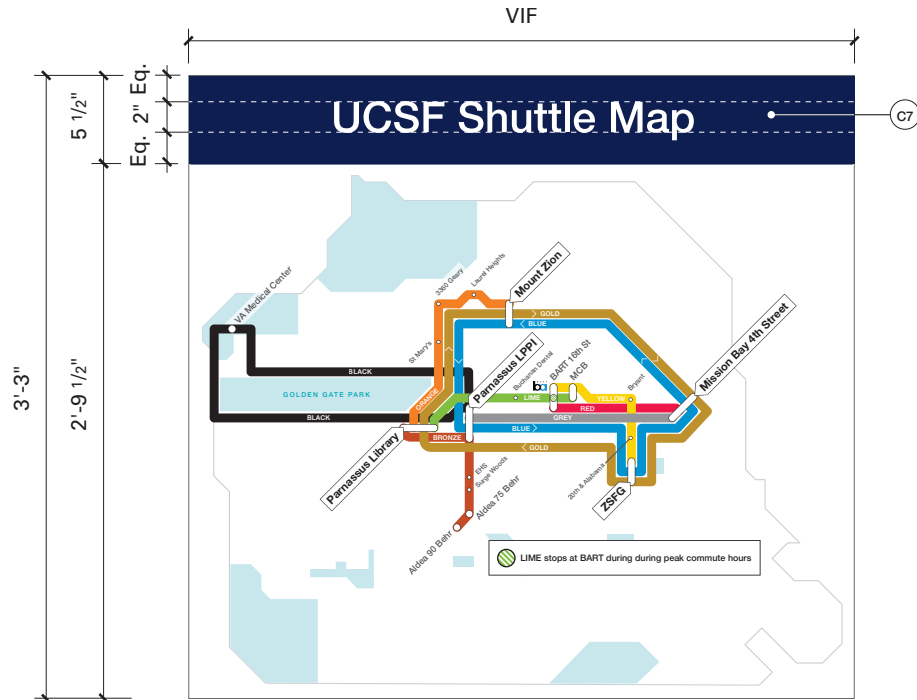 VIF
Eq.
5 1/2"
2"
Eq.
UCSF Shuttle Map
C7
3'-3"
2'-9 1/2"
VA Medical Center
3360 Geary
Laurel Heights
Mount Zion
GOLD
BLUE
St Mary's
BLACK
GOLDEN GATE PARK
BLACK
ORANGE
Parnassus LPPI
Buchanan Dental
ba
BART 16th St
MCB
Bryant
Mission Bay 4th Street
LIME
YELLOW
RED
GREY
BLUE
BRONZE
GOLD
Parnassus Library
EHS
Surge Woods
20th & Alabama
ZSFG
Aldea 75 Behr
Aldea 90 Behr
LIME stops at BART during during peak commute hours